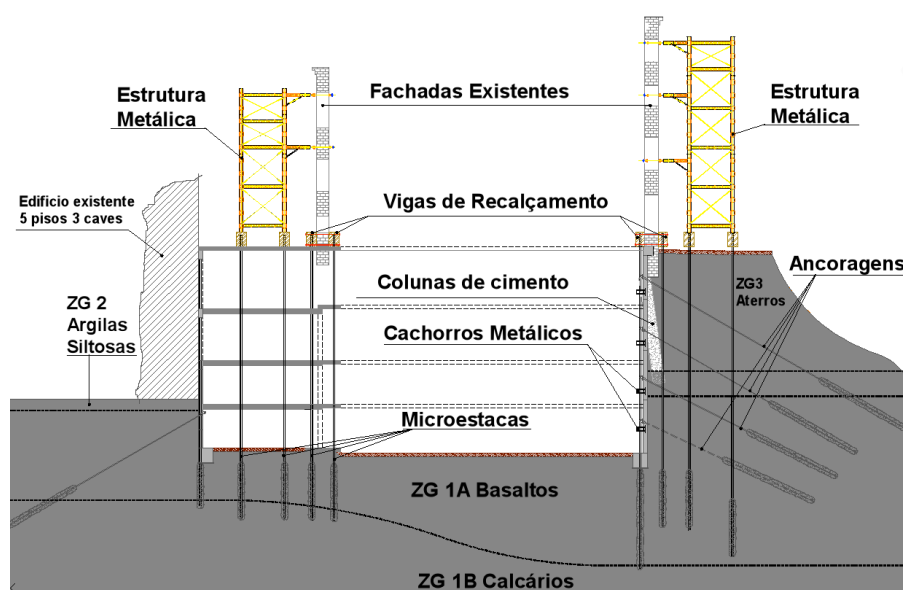 Estrutura
Metálica
Fachadas Existentes
Estrutura
Metálica
Edificio existente
5 pisos 3 caves
Vigas de Recalçamento
ZG 2
Argilas
Siltosas
Colunas de cimento
ZG3
Aterros
Ancoragens
Cachorros Metálicos
Microestacas
ZG 1A Basaltos
ZG 1B Calcários